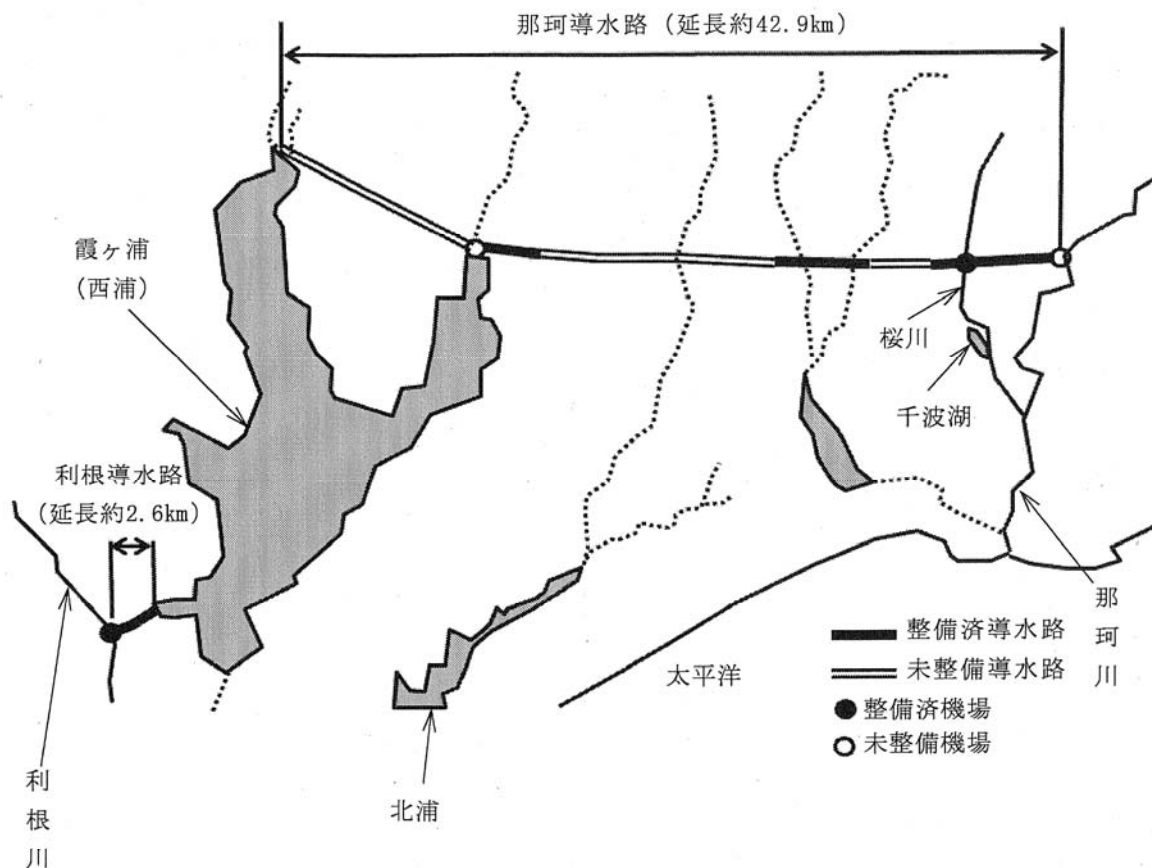 那珂導水路 (延長約42.9km)
霞ヶ浦
(西浦)
桜川
千波湖
利根導水路
(延長約2.6km)
那珂川
整備済導水路
未整備導水路
太平洋
整備済機場
未整備機場
北浦
利根川